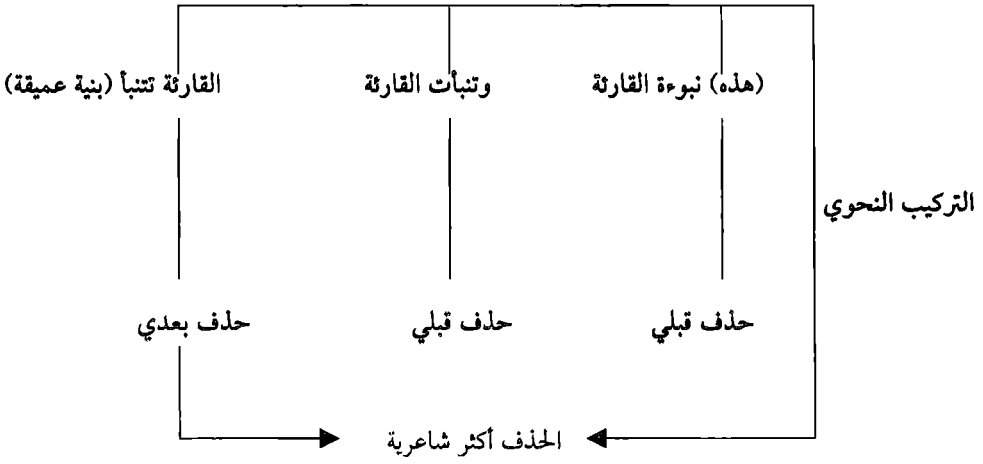 (هذه) نبوءة القارئة
وتنبأت القارئة
القارئة تتنبأ (بنية عميقة)
التركيب النحوي
حذف قبلي
حذف قبلي
حذف بعدي
الحذف أكثر شاعرية